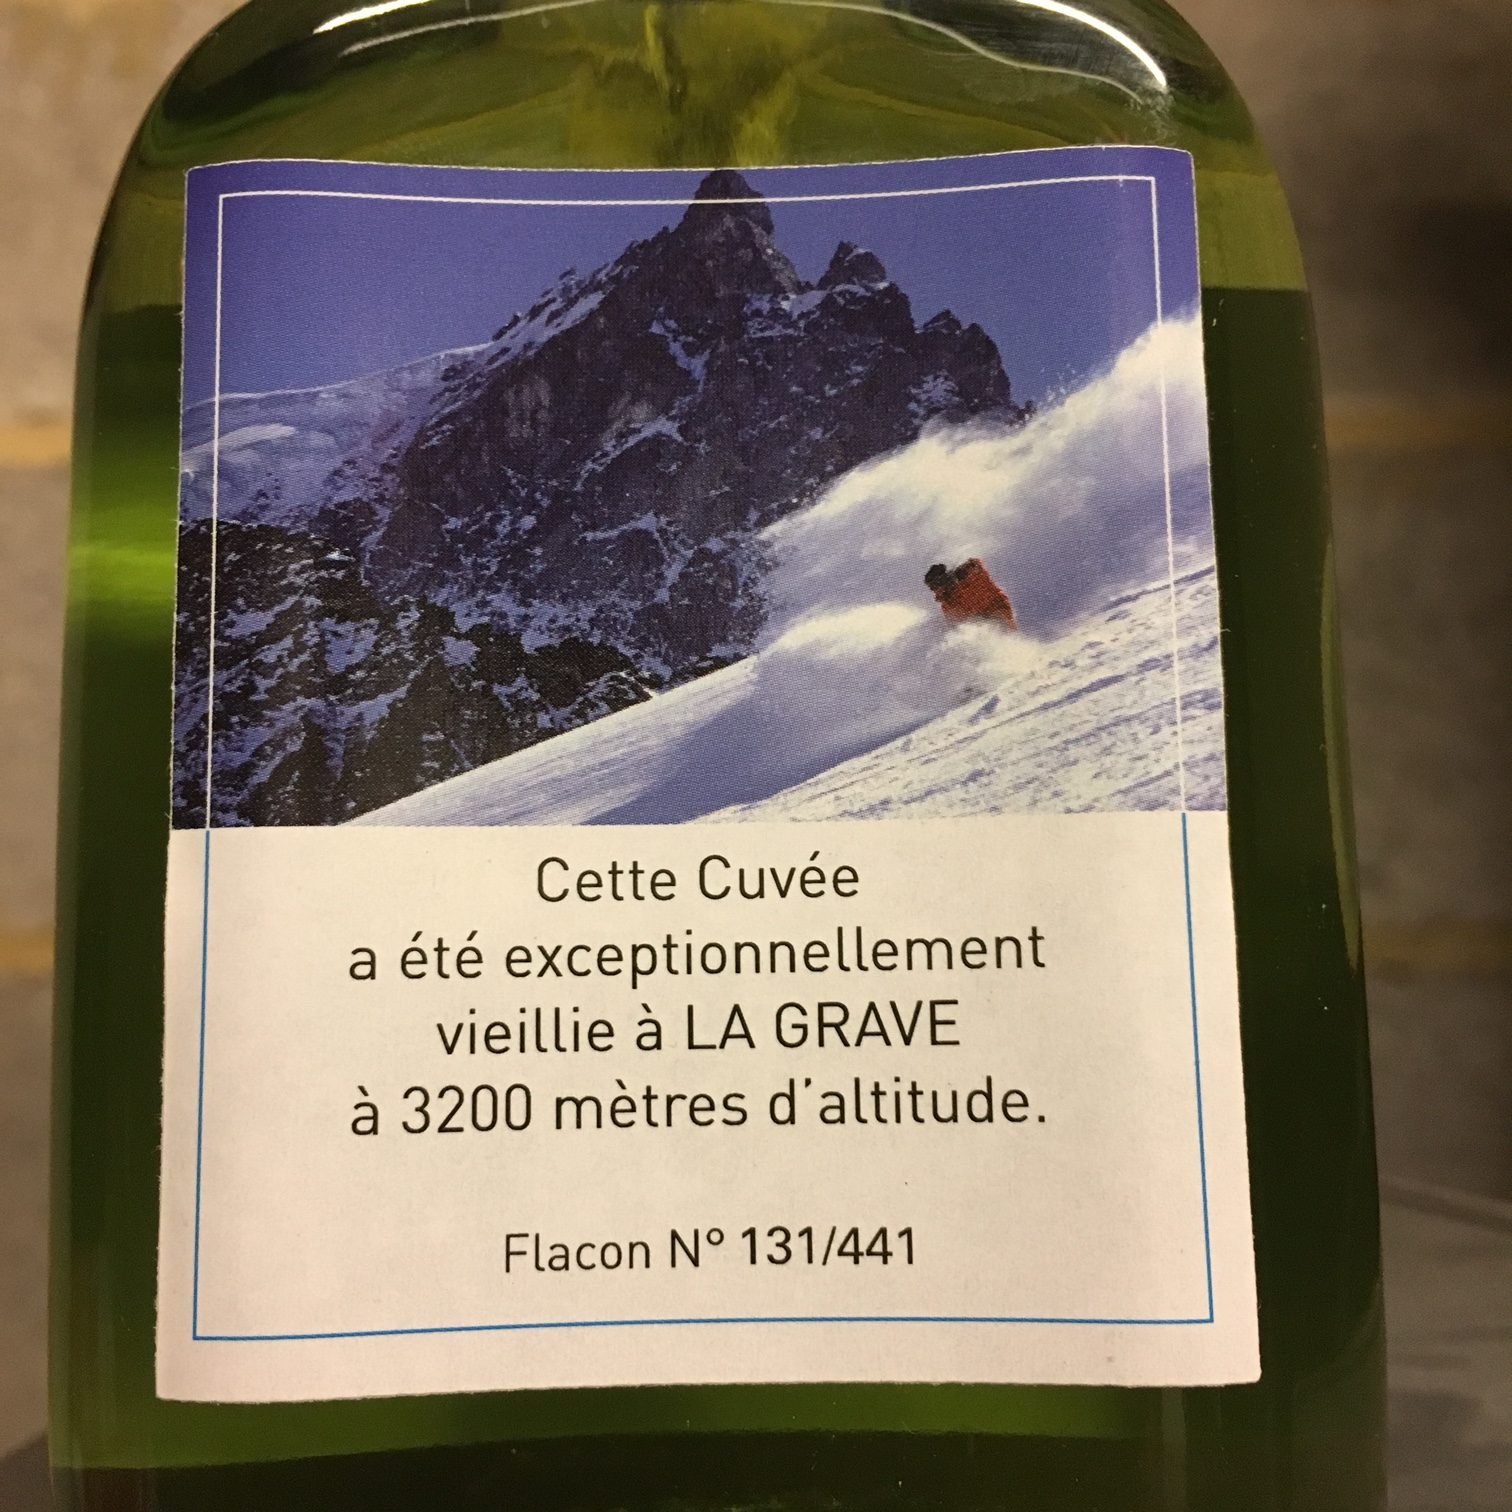 Cette Cuvée
a été exceptionnellement
vieillie à LA GRAVE
à 3200 mètres d'altitude.
Flacon N° 131/441